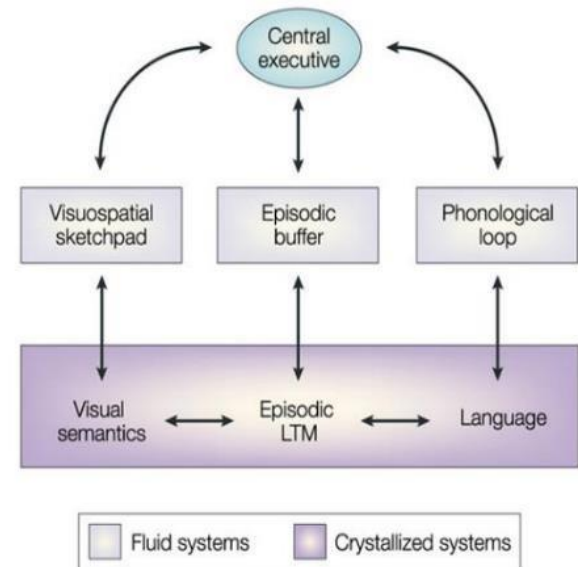 Central
executive
Visuospatial
sketchpad
Episodic
buffer
Phonological
loop
Visual
semantics
Episodic
LTM
Language
Fluid systems
Crystallized systems